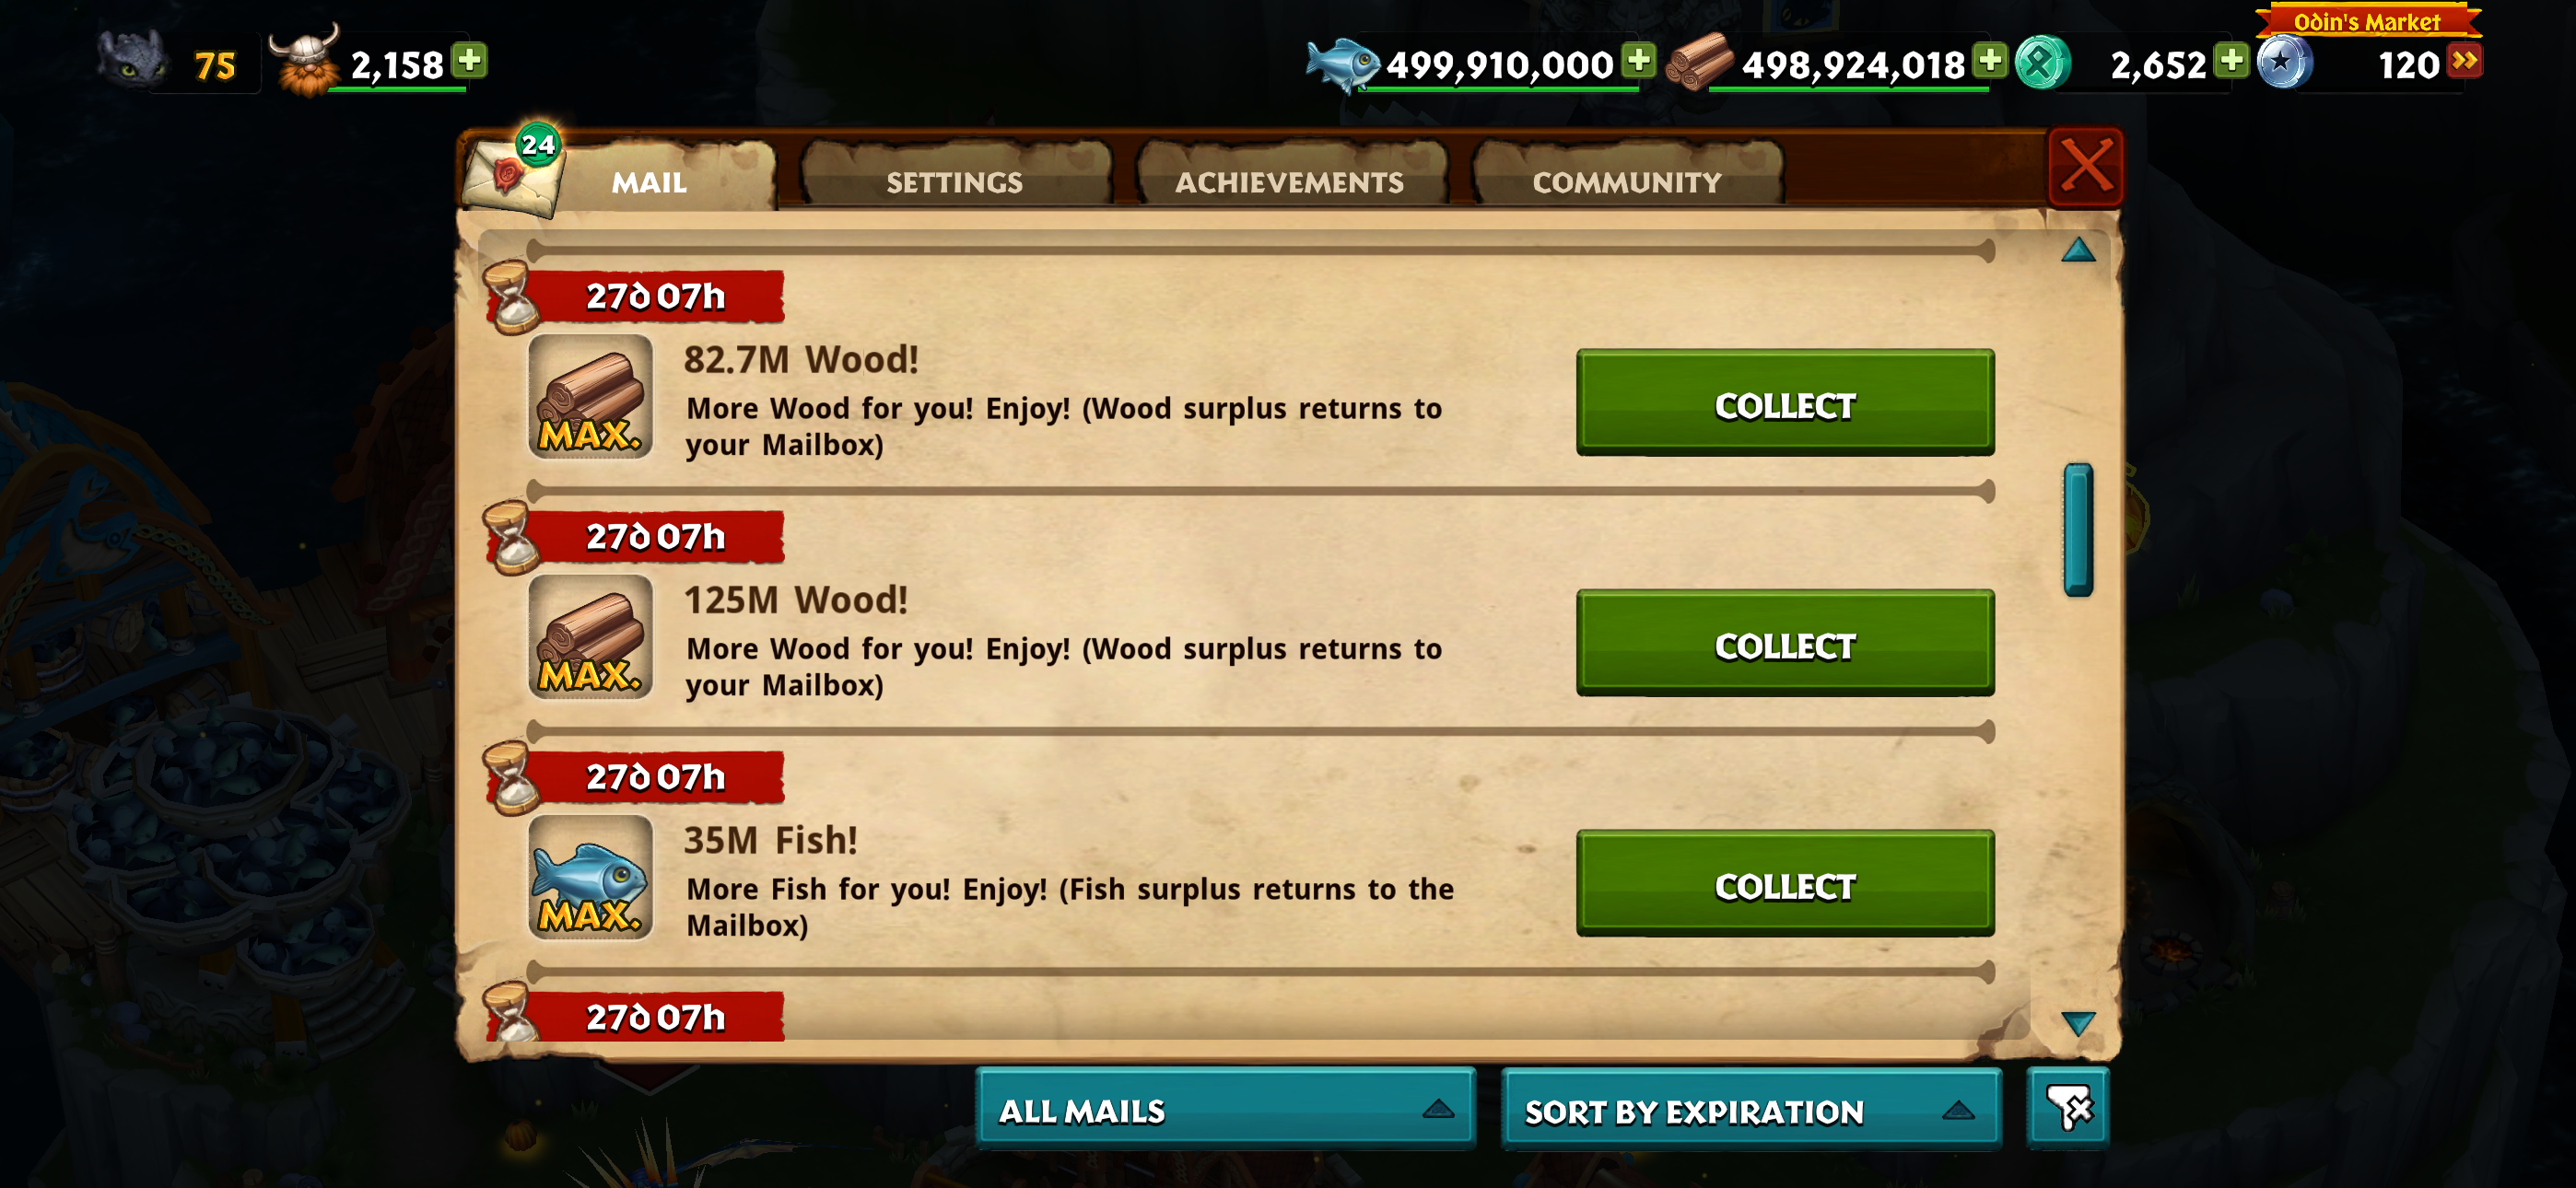 Odin's Market
75
2,158
499,910,000
498,924,018
2,652
120
24
MAIL
SETTINGS
ACHIEVEMENTS
COMMUNITY
27d 07h
82.7M Wood!
More Wood for you! Enjoy! (Wood surplus returns to
your Mailbox)
MAX.
COLLECT
27d 07h
125M Wood!
More Wood for you! Enjoy! (Wood surplus returns to
your Mailbox)
MAX.
COLLECT
27d 07h
35M Fish!
More Fish for you! Enjoy! (Fish surplus returns to the
Mailbox)
MAX.
COLLECT
27d 07h
ALL MAILS
SORT BY EXPIRATION